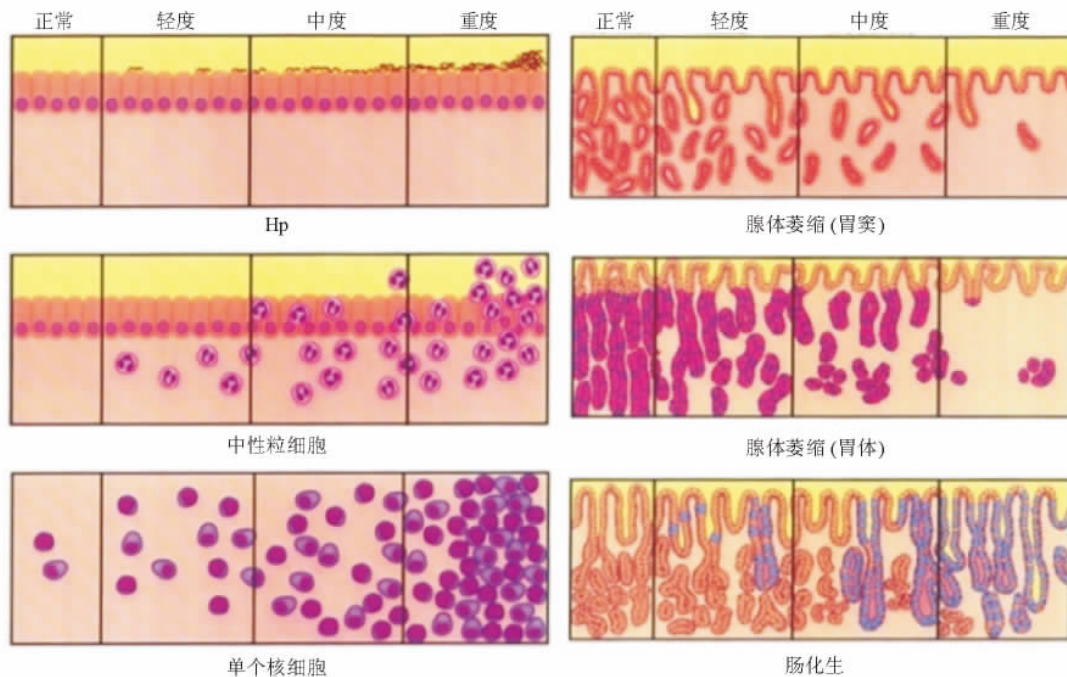 正常 轻度 中度 重度
正常 轻度 中度 重度
Hp
腺体萎缩 (胃窦)
中性粒细胞
腺体萎缩 (胃体)
单个核细胞
肠化生